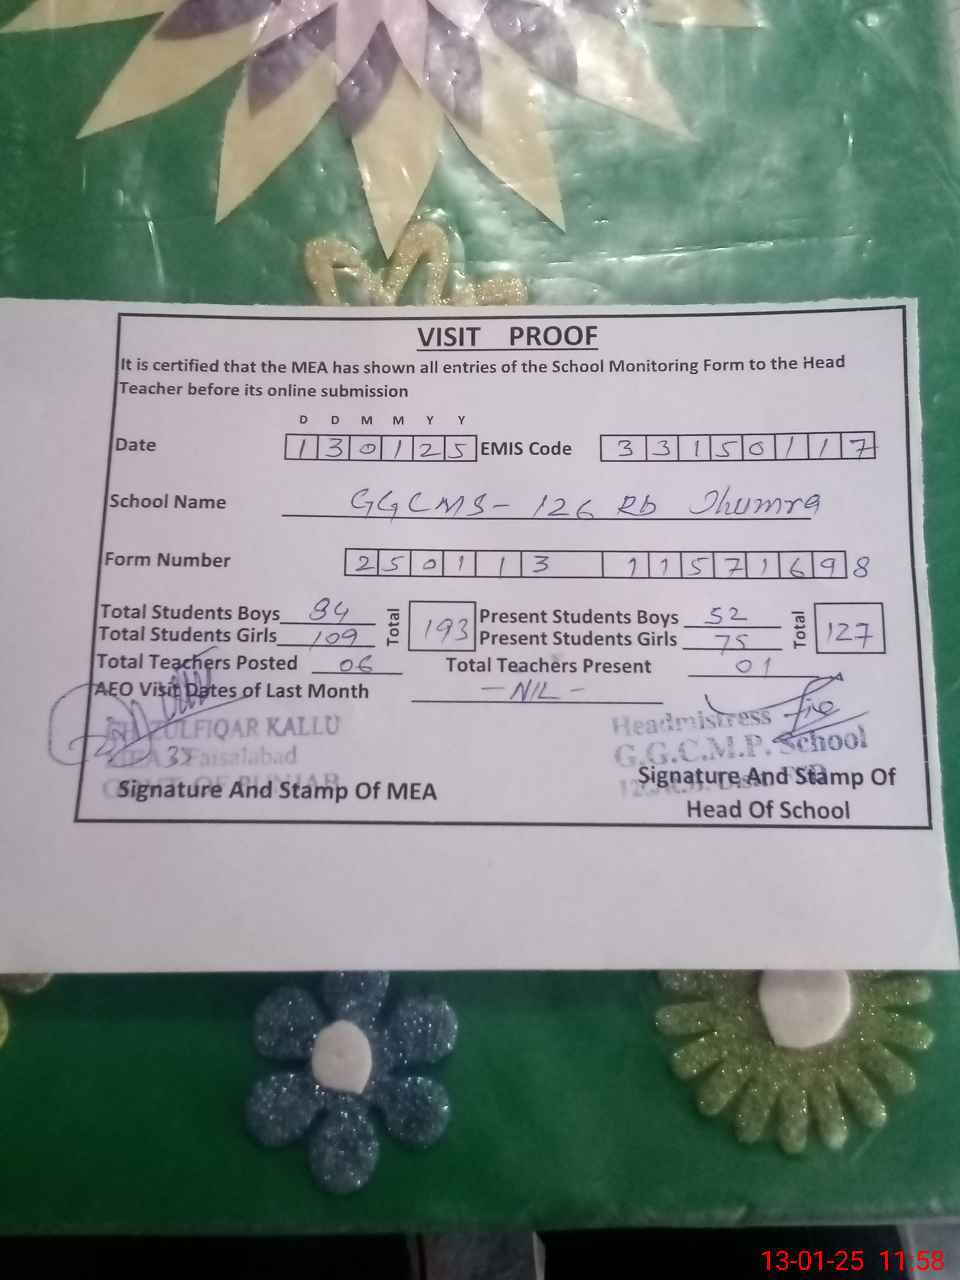 VISIT PROOF
It is certified that the MEA has shown all entries of the School Monitoring Form to the Head
Teacher before its online submission
D D M M Y Y
Date 1 3 0 1 2 5 EMIS Code 3 3 1 5 0 1 1 7
School Name GGCMS- 126 RB Jhumra
Form Number 2 5 0 1 1 3 1 1 5 7 1 6 9 8
Total Students Boys 84 Total 193 Present Students Boys 52 Total 127
Total Students Girls 109 Present Students Girls 75
Total Teachers Posted 06 Total Teachers Present 01
AEO Visit Dates of Last Month - NIL -
ZULFIQAR KALLU Headmistress
Faisalabad G.G.C.M.P. School
Signature And Stamp Of MEA Signature And Stamp Of
Head Of School
13-01-25 11:58